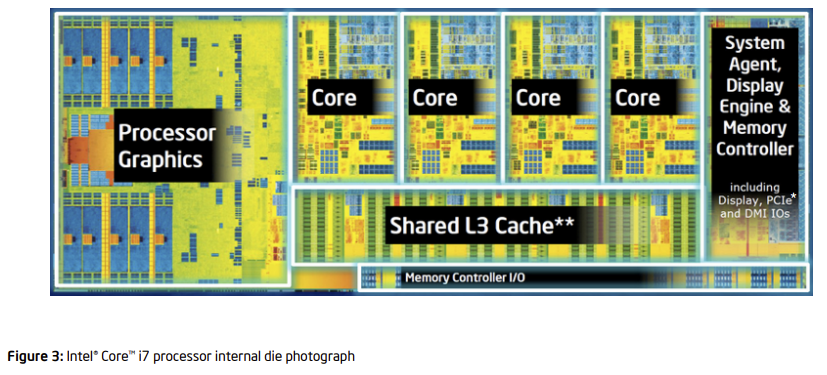 Processor
Graphics
Core
Core
Core
Core
System
Agent,
Display
Engine &
Memory
Controller
including
Display, PCIe*
and DMI IOs
Shared L3 Cache**
Memory Controller I/O
Figure 3: Intel® Core™ i7 processor internal die photograph